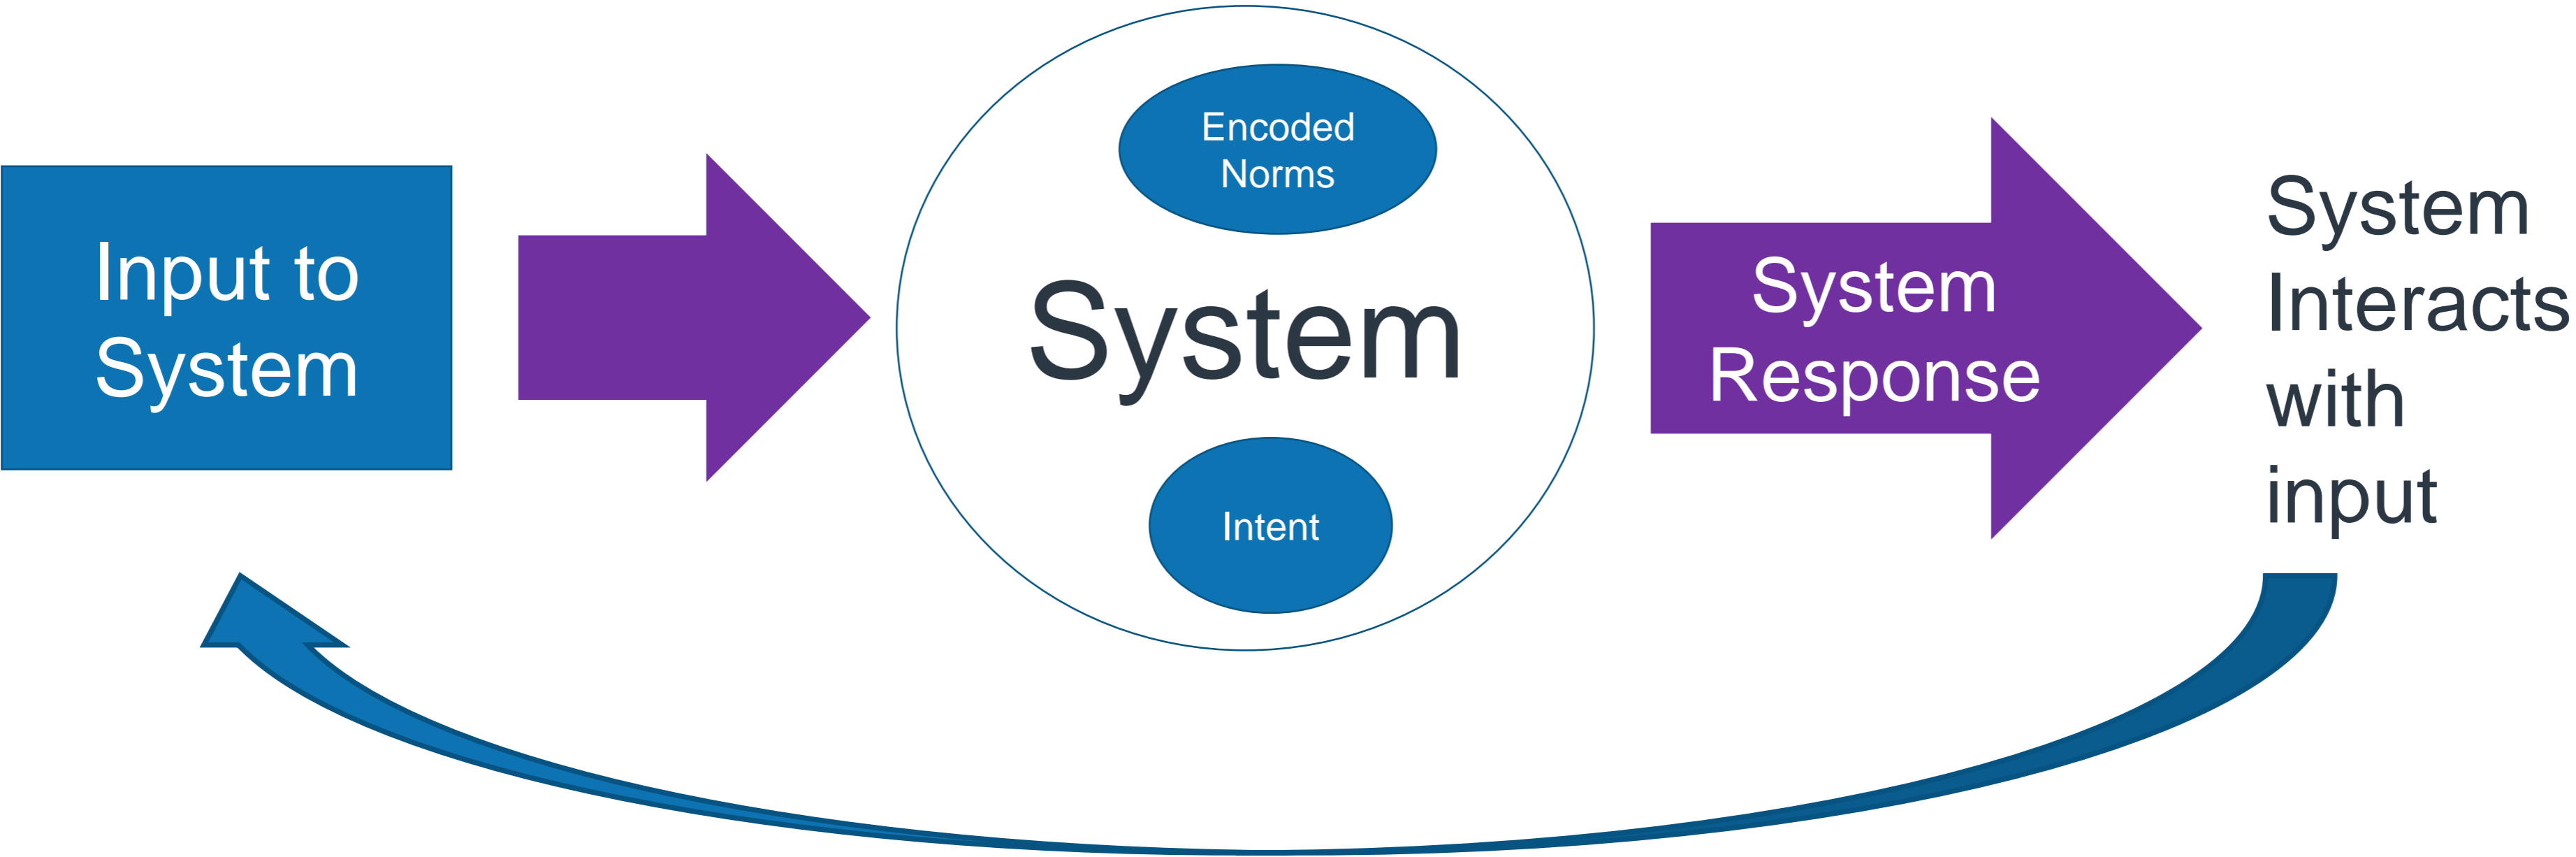 Input to
System
Encoded
Norms
System
Intent
System
Response
System
Interacts
with
input